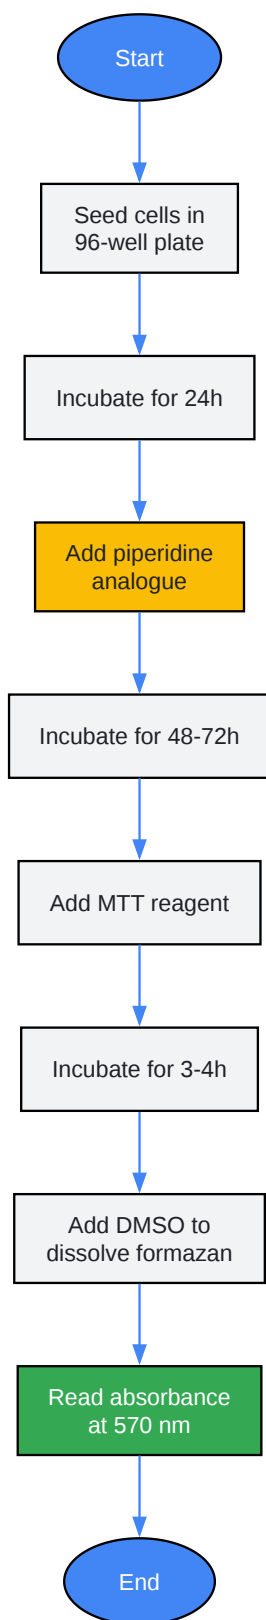 Start
Seed cells in
96-well plate
Incubate for 24h
Add piperidine
analogue
Incubate for 48-72h
Add MTT reagent
Incubate for 3-4h
Add DMSO to
dissolve formazan
Read absorbance
at 570 nm
End